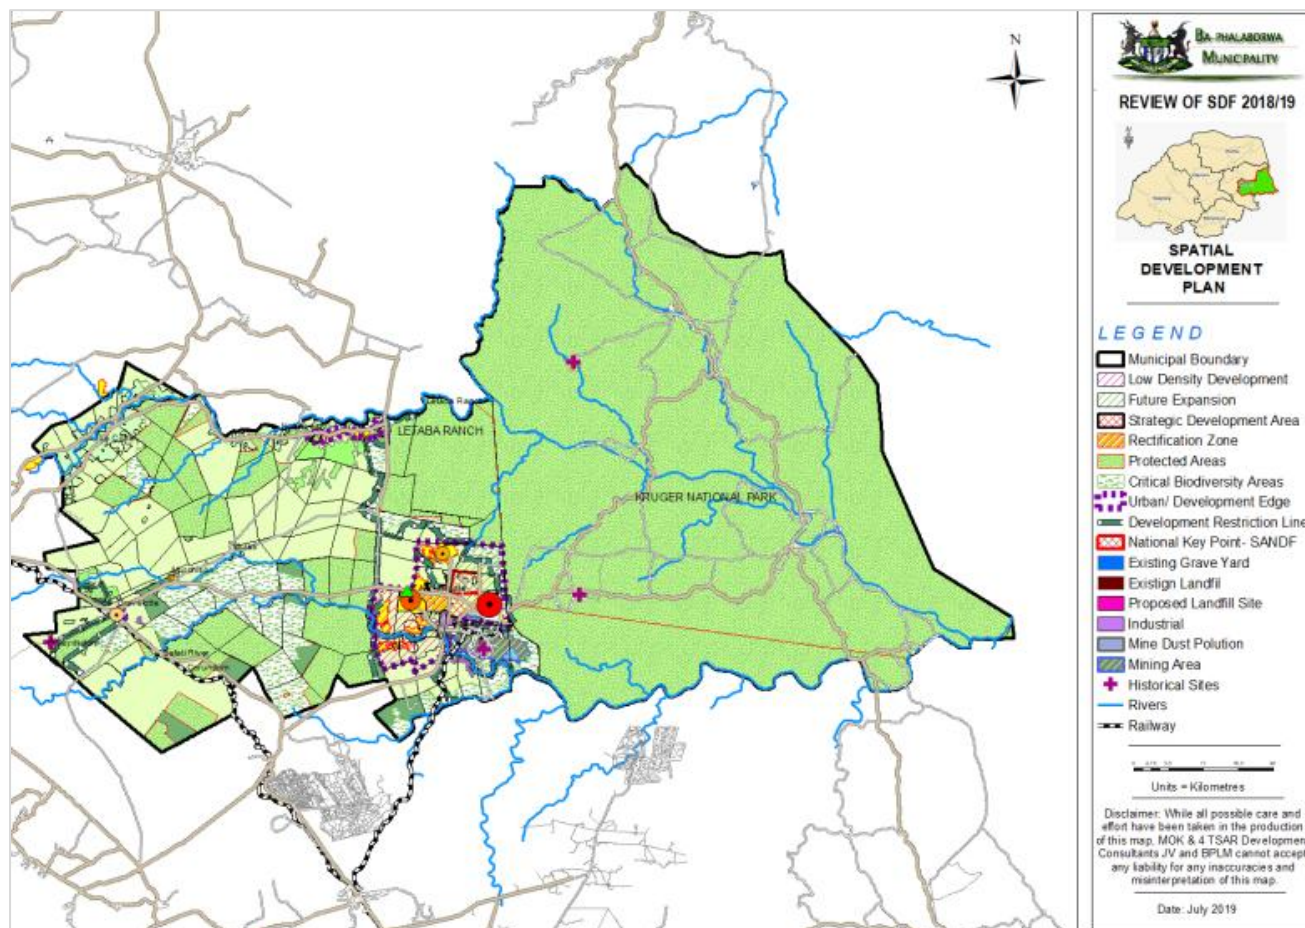 N
LETABA RANCH
KRUGER NATIONAL PARK
BA-PHALABORWA
MUNICIPALITY
REVIEW OF SDF 2018/19
SPATIAL
DEVELOPMENT
PLAN
LEGEND
Municipal Boundary
Low Density Development
Future Expansion
Strategic Development Area
Rectification Zone
Protected Areas
Critical Biodiversity Areas
Urban/ Development Edge
Development Restriction Line
National Key Point- SANDF
Existing Grave Yard
Existign Landfil
Proposed Landfill Site
Industrial
Mine Dust Polution
Mining Area
Historical Sites
Rivers
Railway
Units = Kilometres
Disclaimer: While all possible care and
effort have been taken in the production
of this map, MOK & 4 TSAR Developmen
Consultants JV and BPLM cannot accept
any liability for any inaccuracies and
misinterpretation of this map.
Date: July 2019